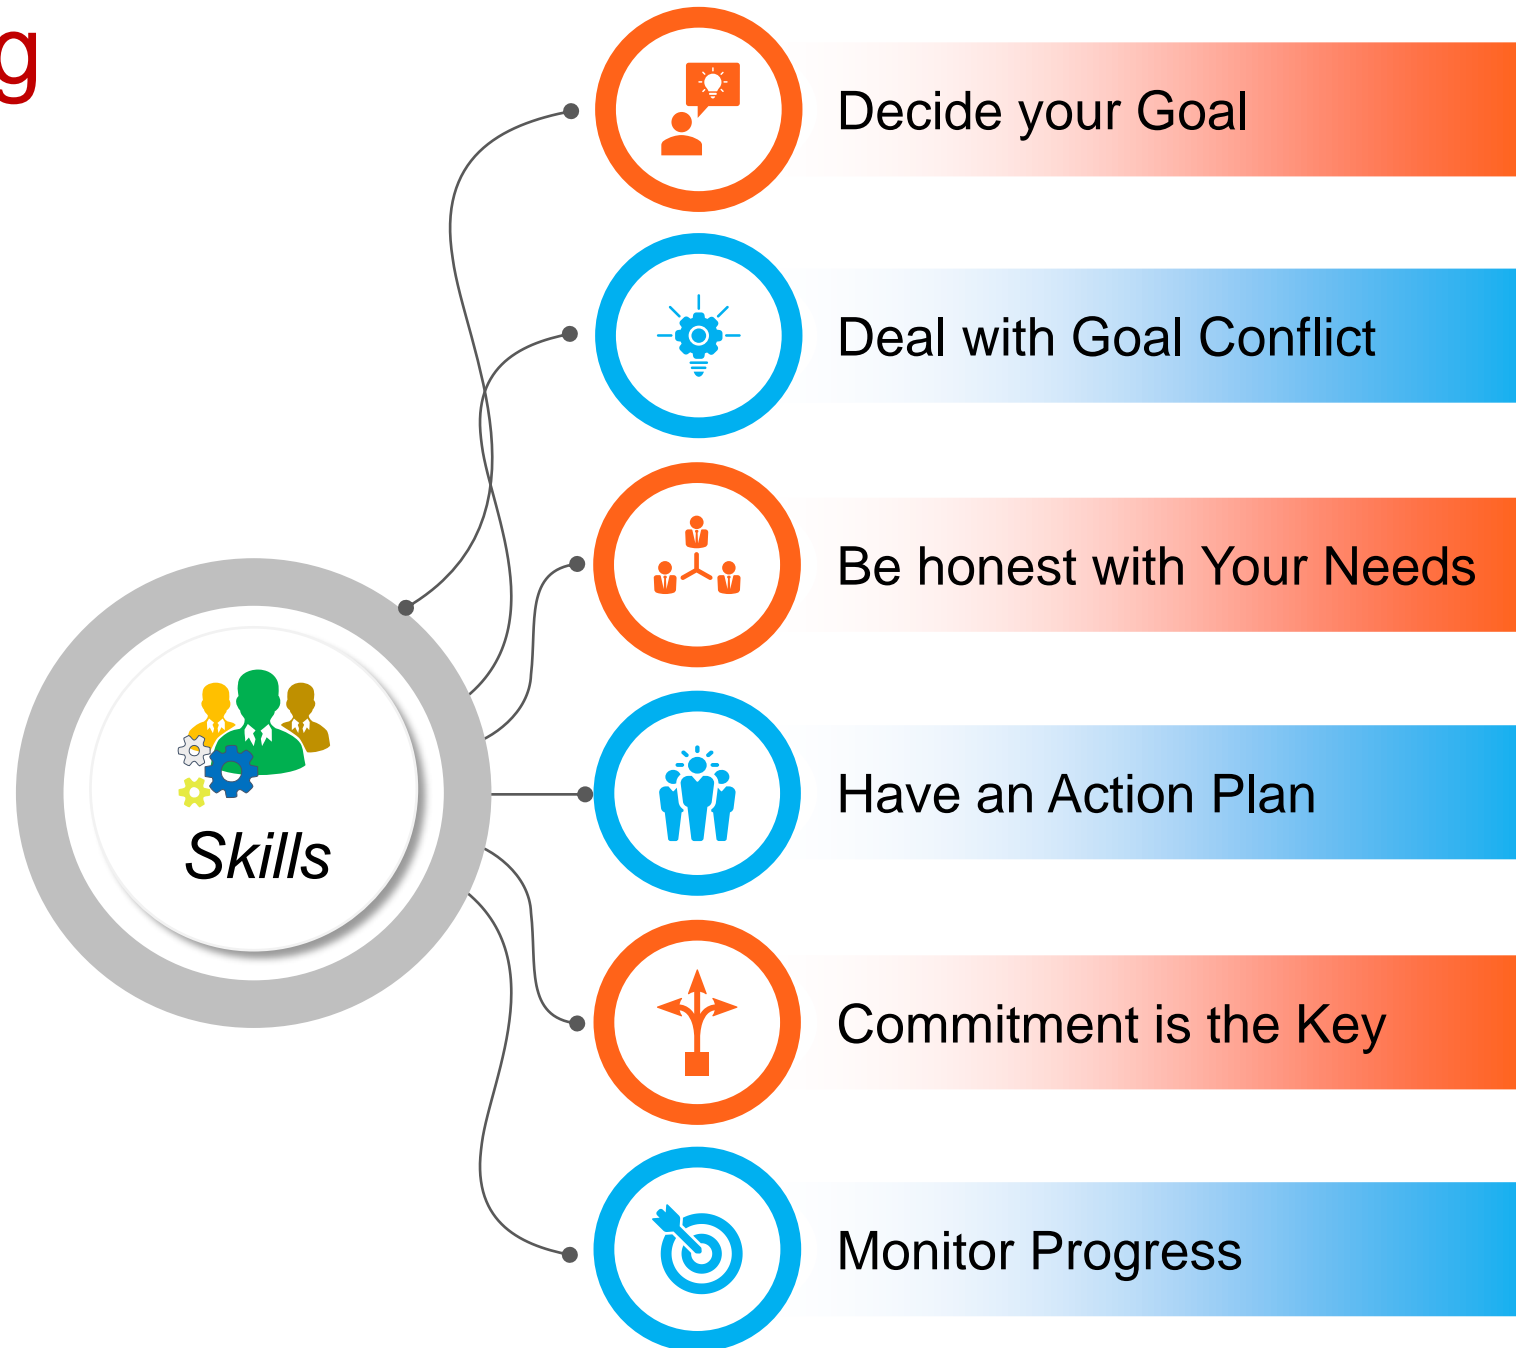 g
Decide your Goal
Deal with Goal Conflict
Be honest with Your Needs
Have an Action Plan
Skills
Commitment is the Key
Monitor Progress